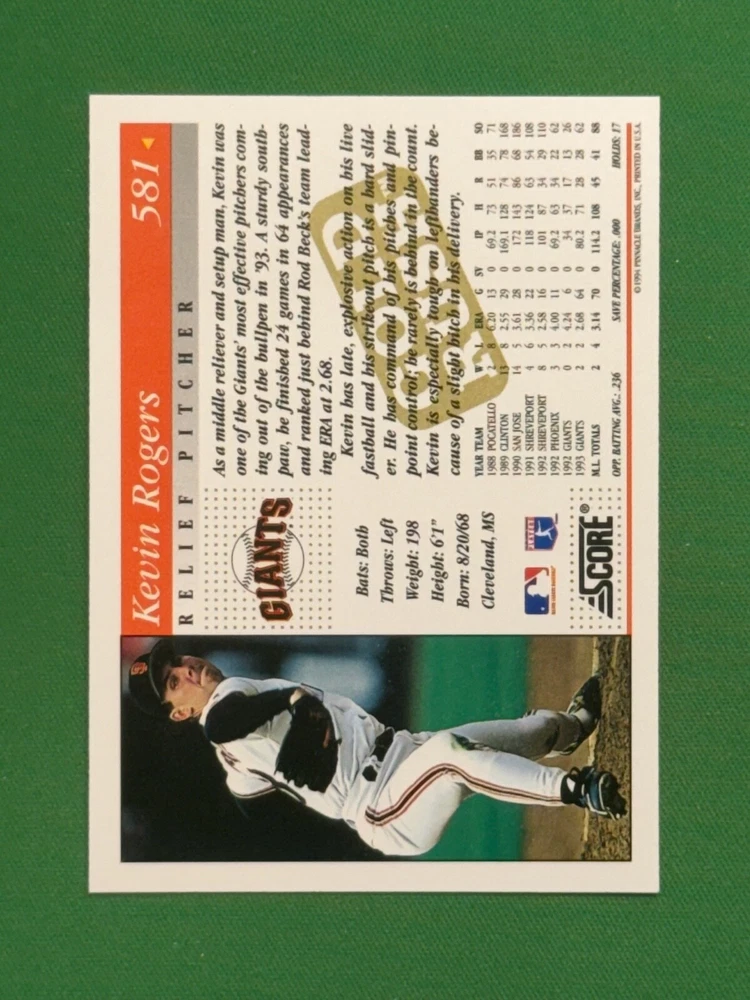 Kevin Rogers 581
RELIEF PITCHER
GIANTS
Bats: Both
Throws: Left
Weight: 198
Height: 6'1"
Born: 8/20/68
Cleveland, MS
SCORE®
As a middle reliever and setup man, Kevin was
one of the Giants' most effective pitchers com-
ing out of the bullpen in '93. A sturdy south-
paw, he finished 24 games in 64 appearances
and ranked just behind Rod Beck's team lead-
ing ERA at 2.68.
Kevin has late, explosive action on his live
fastball and his strikeout pitch is a hard slid-
er. He has command of his pitches and pin-
point control; he rarely is behind in the count.
Kevin is especially tough on lefthanders be-
cause of a slight hitch in his delivery.
GOLD RUSH
YEAR TEAM W L ERA G SV IP H R BB SO
1988 POCATELLO 2 8 6.20 13 0 69.2 73 51 35 71
1989 CLINTON 13 8 2.55 29 0 169.1 128 74 78 168
1990 SAN JOSE 14 5 3.61 28 0 172 143 86 68 186
1991 SHREVEPORT 4 6 3.36 22 0 118 124 63 54 108
1992 SHREVEPORT 8 5 2.58 16 0 101 87 34 29 110
1992 PHOENIX 3 3 4.00 11 0 69.2 63 34 22 62
1992 GIANTS 0 2 4.24 6 0 34 37 17 13 26
1993 GIANTS 2 2 2.68 64 0 80.2 71 28 28 62
M.L. TOTALS 2 4 3.14 70 0 114.2 108 45 41 88
OPP. BATTING AVG.: .236 SAVE PERCENTAGE: .000 HOLDS: 17
©1994 PINNACLE BRANDS, INC., PRINTED IN U.S.A.